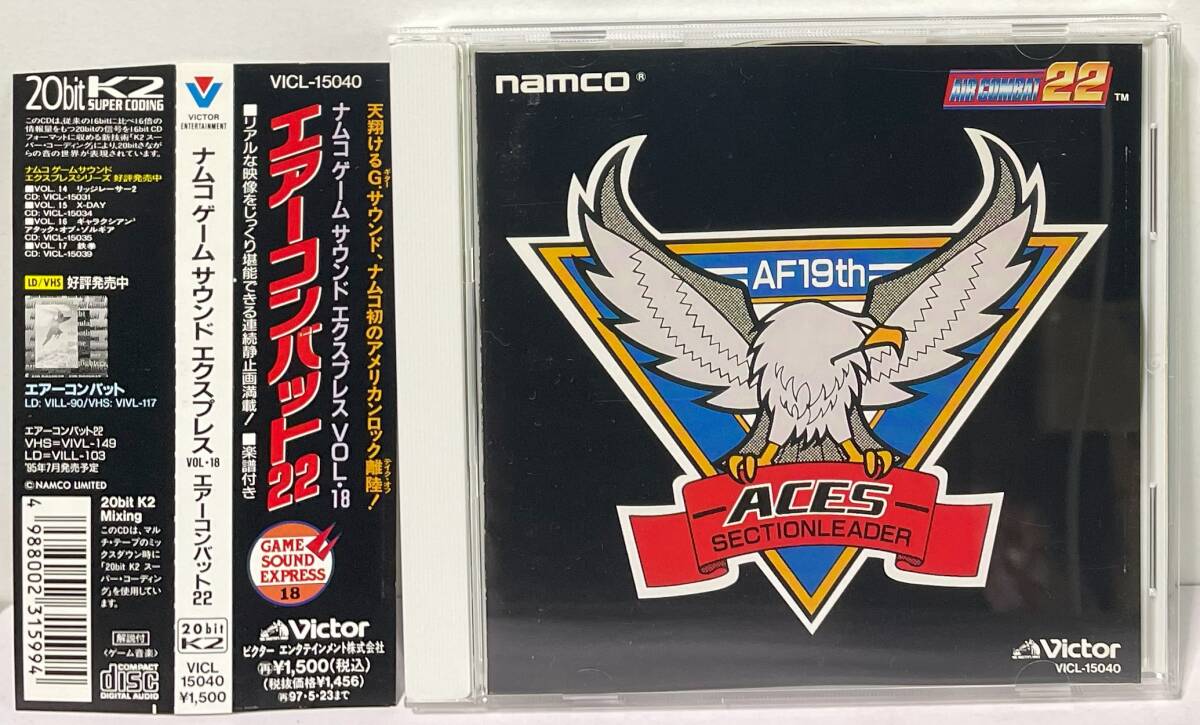 20bit K2
SUPER CODING
このCDは、従来の16bitに比べ16倍の
情報量をもつ20bitの信号を16bit CD
フォーマットに収める新技術「K2 スー
パー・コーディング」により、20bitさなが
らの音の世界が表現されています。
ナムコ ゲームサウンド
エクスプレスシリーズ 好評発売中
■VOL. 14 リッジレーサー2
CD: VICL-15031
■VOL. 15 X-DAY
CD: VICL-15034
■VOL. 16 ギャラクシアン³
アタック・オブ・ゾルギア
CD: VICL-15035
■VOL. 17 鉄拳
CD: VICL-15039
LD/VHS 好評発売中
エアーコンバット
LD: VILL-90/VHS: VIVL-117
エアーコンバット22
VHS=VIVL-149
LD=VILL-103
'95年7月発売予定
©NAMCO LIMITED
4 988002 315994
20bit K2
Mixing
このCDは、マル
チ・テープのミッ
クスダウン時に
「20bit K2 スー
パー・コーディン
グ」を使用してい
ます。
解説付
〈ゲーム音楽〉
COMPACT
disc
DIGITAL AUDIO
VICTOR
ENTERTAINMENT
ナムコ ゲーム サウンド エクスプレス VOL・18 エアーコンバット22
20bit
K2
VICL
15040
¥1,500
VICL-15040
天翔けるG.サウンド、ナムコ初のアメリカンロック離陸!
ギター
テイク・オフ
ナムコ ゲーム サウンド エクスプレス VOL・18
エアーコンバット22
■リアルな映像をじっくり堪能できる連続静止画満載! ■楽譜付き
GAME
SOUND
EXPRESS
18
Victor
ビクター エンタテインメント株式会社
再¥1,500(税込)
(税抜価格¥1,456)
再97・5・23まで
namco®
AIR COMBAT 22™
AF19th
ACES
SECTIONLEADER
Victor
VICL-15040